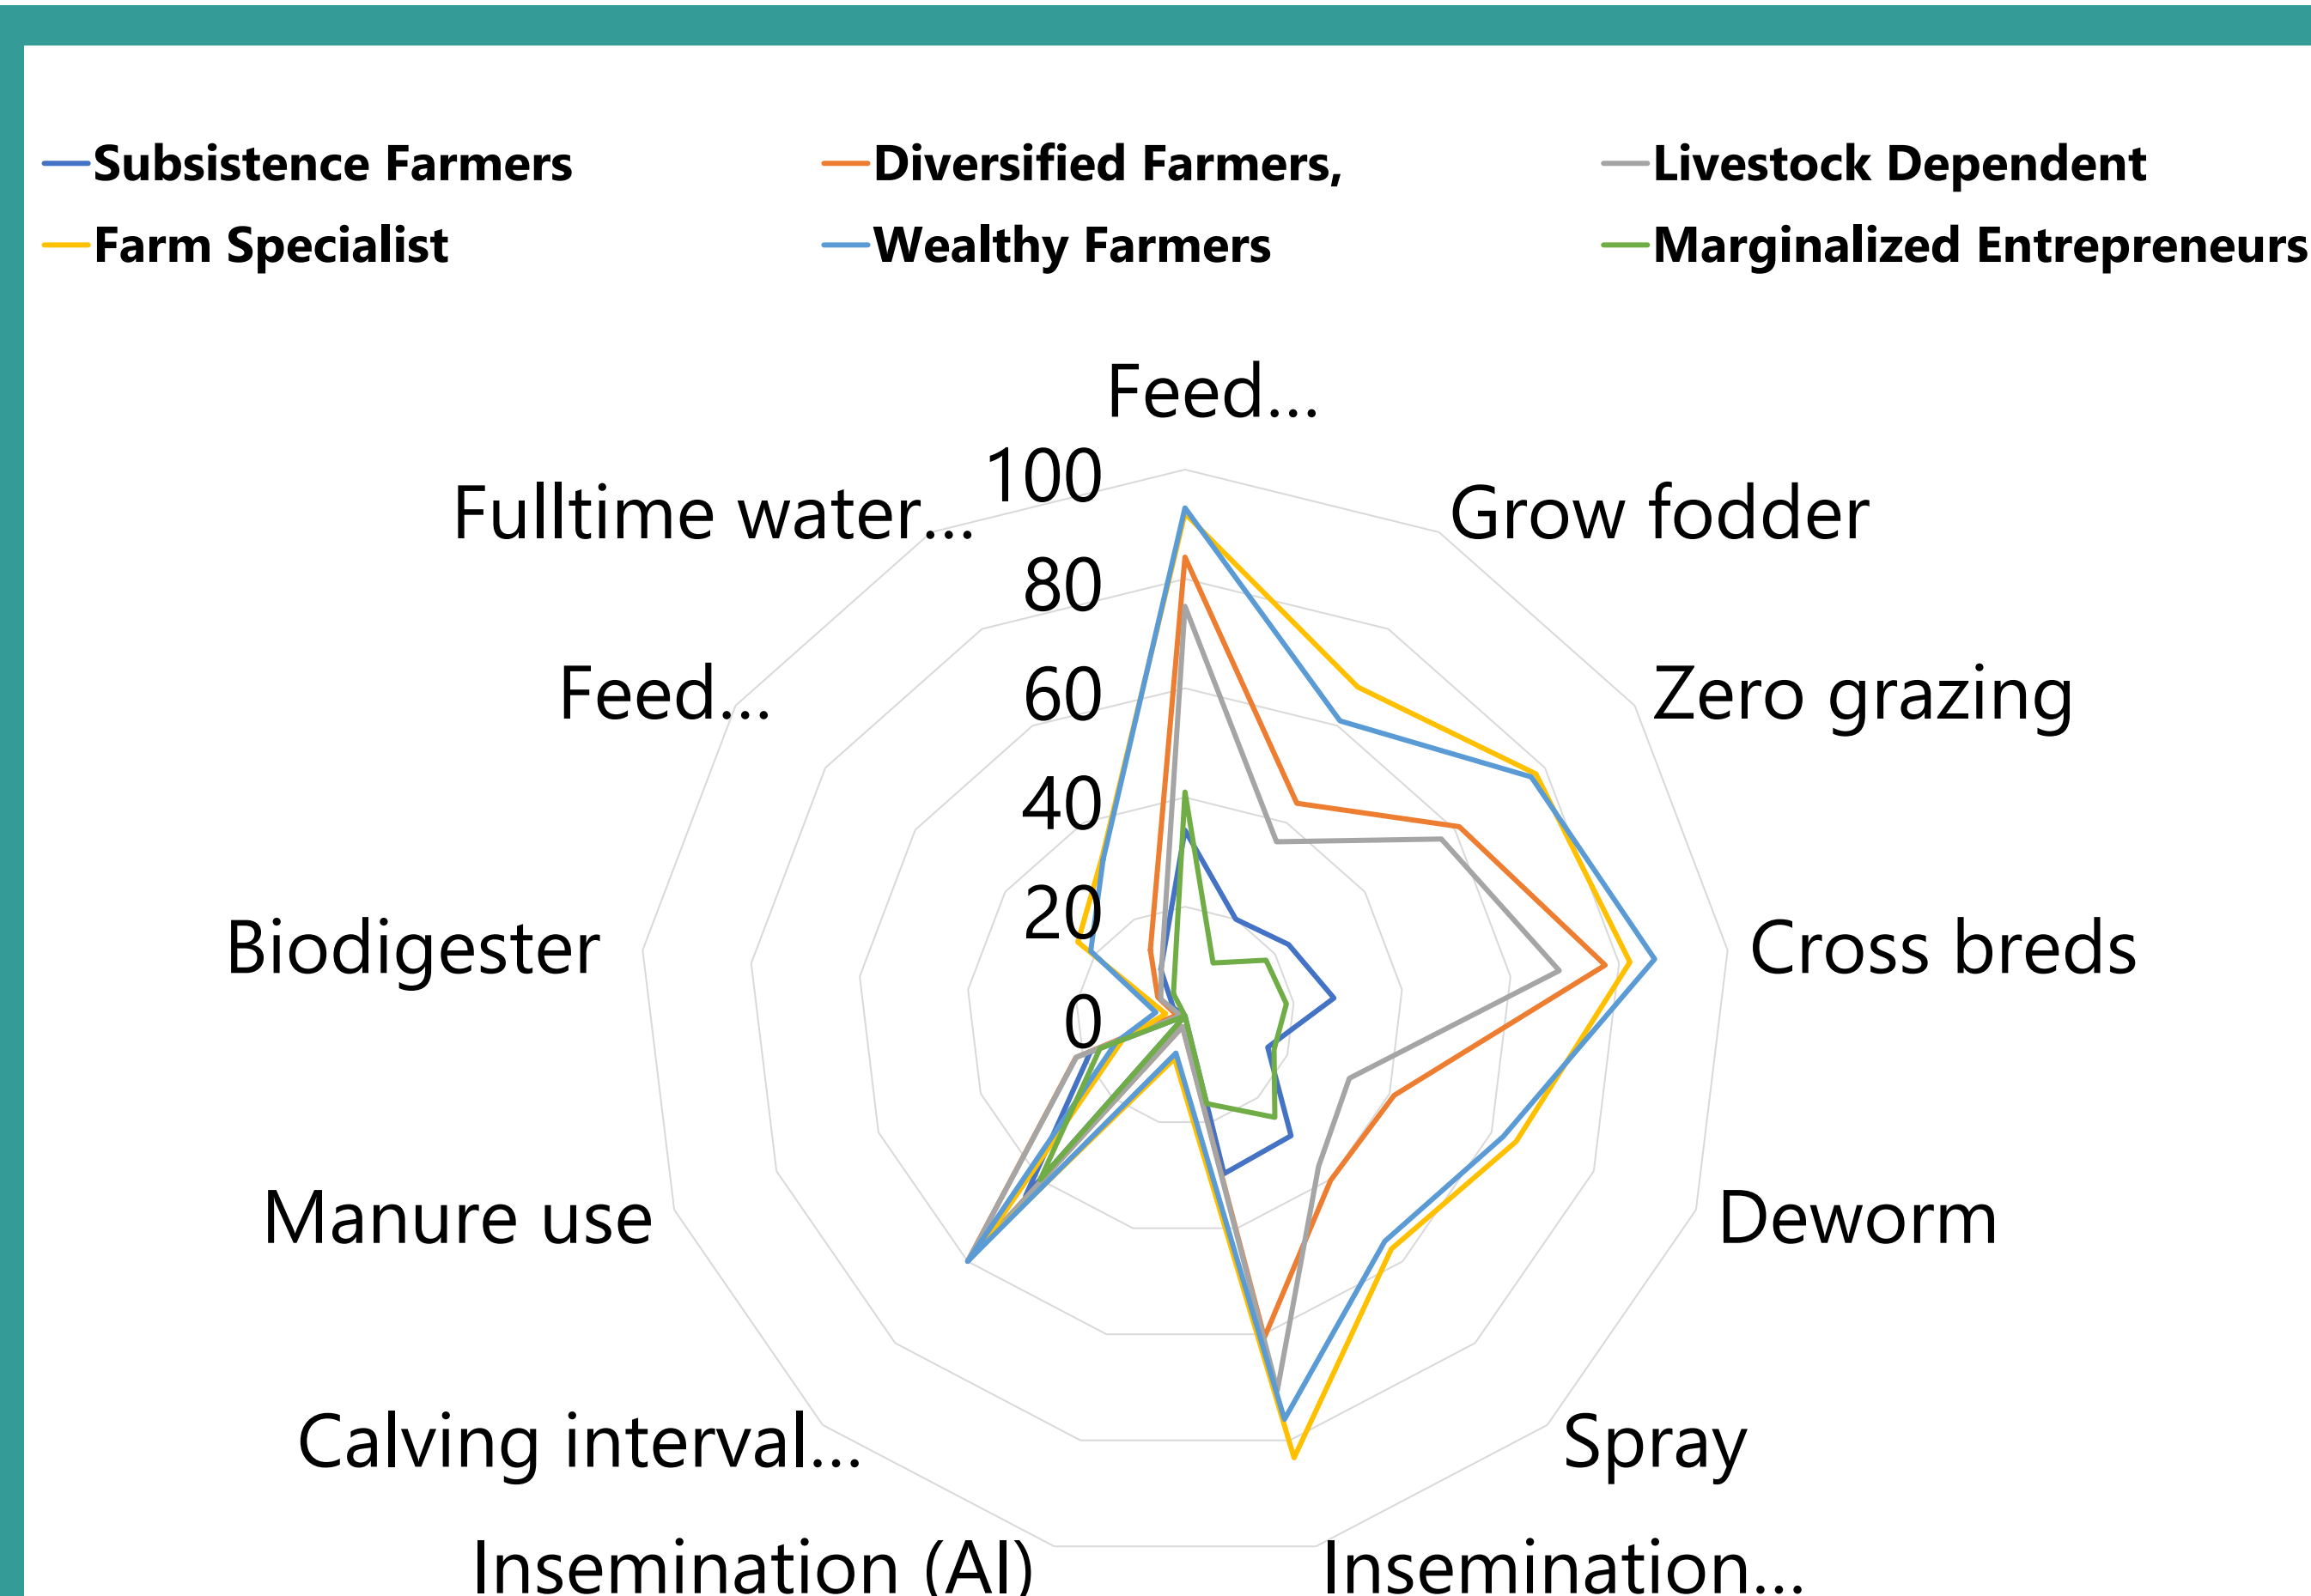 Subsistence Farmers
Diversified Farmers,
Livestock Dependent
Farm Specialist
Wealthy Farmers
Marginalized Entrepreneurs
Feed...
Fulltime water...
100
Grow fodder
80
Feed...
60
Zero grazing
40
20
Biodigester
Cross breds
0
Manure use
Deworm
Calving interval...
Spray
Insemination (AI)
Insemination...